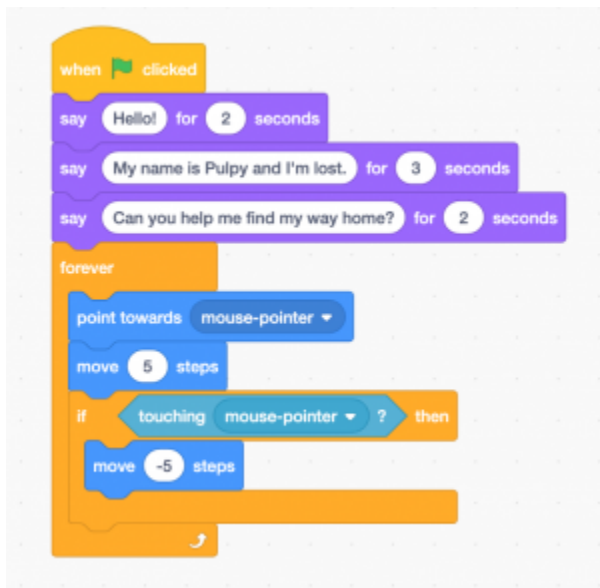 when clicked
say Hello! for 2 seconds
say My name is Pulpy and I'm lost. for 3 seconds
say Can you help me find my way home? for 2 seconds
forever
point towards mouse-pointer
move 5 steps
if touching mouse-pointer ? then
move -5 steps